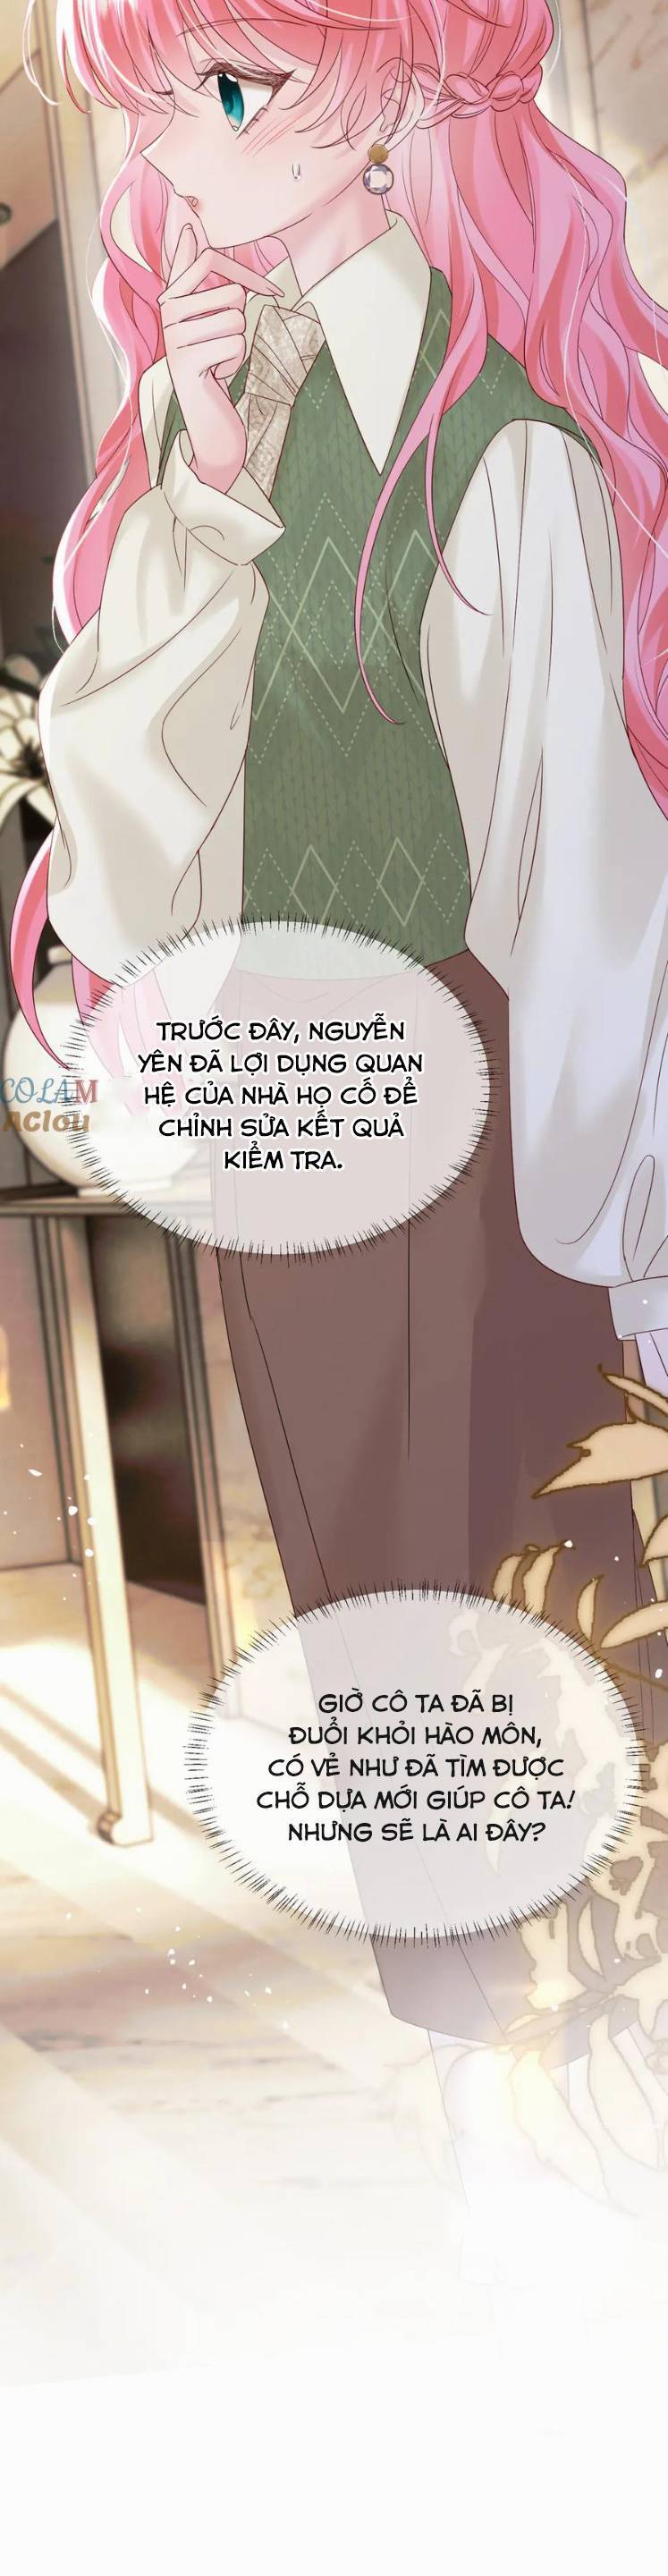 TRƯỚC ĐÂY, NGUYỄN
YÊN ĐÃ LỢI DỤNG QUAN
HỆ CỦA NHÀ HỌ CỐ ĐỂ
CHỈNH SỬA KẾT QUẢ
KIỂM TRA.
COLAM
Aclou
GIỜ CÔ TA ĐÃ BỊ
ĐUỔI KHỎI HÀO MÔN,
CÓ VẺ NHƯ ĐÃ TÌM ĐƯỢC
CHỖ DỰA MỚI GIÚP CÔ TA!
NHƯNG SẼ LÀ AI ĐÂY?